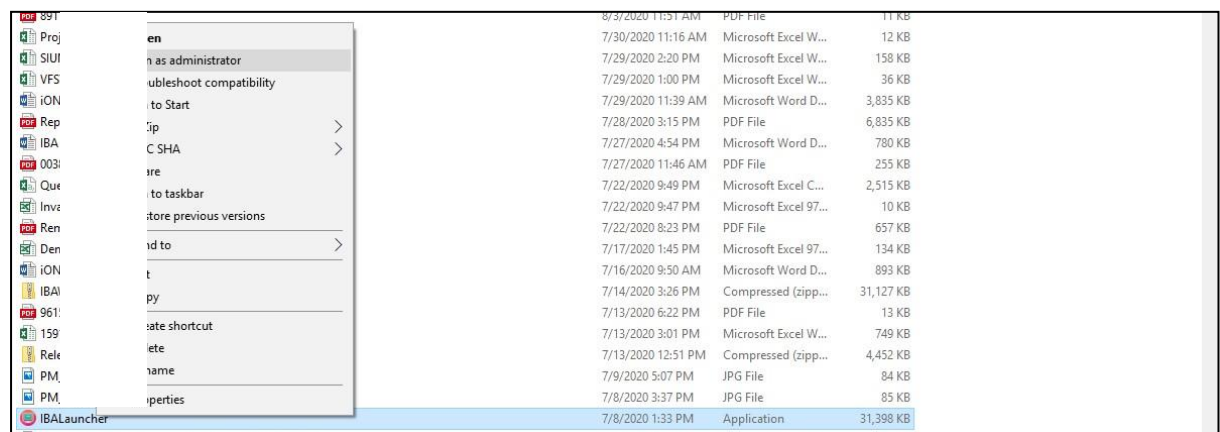 PDF 891 8/3/2020 11:51 AM PDF File 11 KB
Proj en 7/30/2020 11:16 AM Microsoft Excel W... 12 KB
SIUI n as administrator 7/29/2020 2:20 PM Microsoft Excel W... 158 KB
VFS oubleshoot compatibility 7/29/2020 1:00 PM Microsoft Excel W... 36 KB
iON to Start 7/29/2020 11:39 AM Microsoft Word D... 3,835 KB
PDF Rep Zip 7/28/2020 3:15 PM PDF File 6,835 KB
IBA C SHA 7/27/2020 4:54 PM Microsoft Word D... 780 KB
PDF 003 are 7/27/2020 11:46 AM PDF File 255 KB
Que to taskbar 7/22/2020 9:49 PM Microsoft Excel C... 2,515 KB
Inva store previous versions 7/22/2020 9:47 PM Microsoft Excel 97... 10 KB
PDF Ren 7/22/2020 8:23 PM PDF File 657 KB
Den nd to 7/17/2020 1:45 PM Microsoft Excel 97... 134 KB
iON t 7/16/2020 9:50 AM Microsoft Word D... 893 KB
IBA py 7/14/2020 3:26 PM Compressed (zipp... 31,127 KB
PDF 961 7/13/2020 6:22 PM PDF File 13 KB
159 eate shortcut 7/13/2020 3:01 PM Microsoft Excel W... 749 KB
Rele lete 7/13/2020 12:51 PM Compressed (zipp... 4,452 KB
PM_ name 7/9/2020 5:07 PM JPG File 84 KB
PM_ operties 7/8/2020 3:37 PM JPG File 85 KB
IBALauncher 7/8/2020 1:33 PM Application 31,398 KB